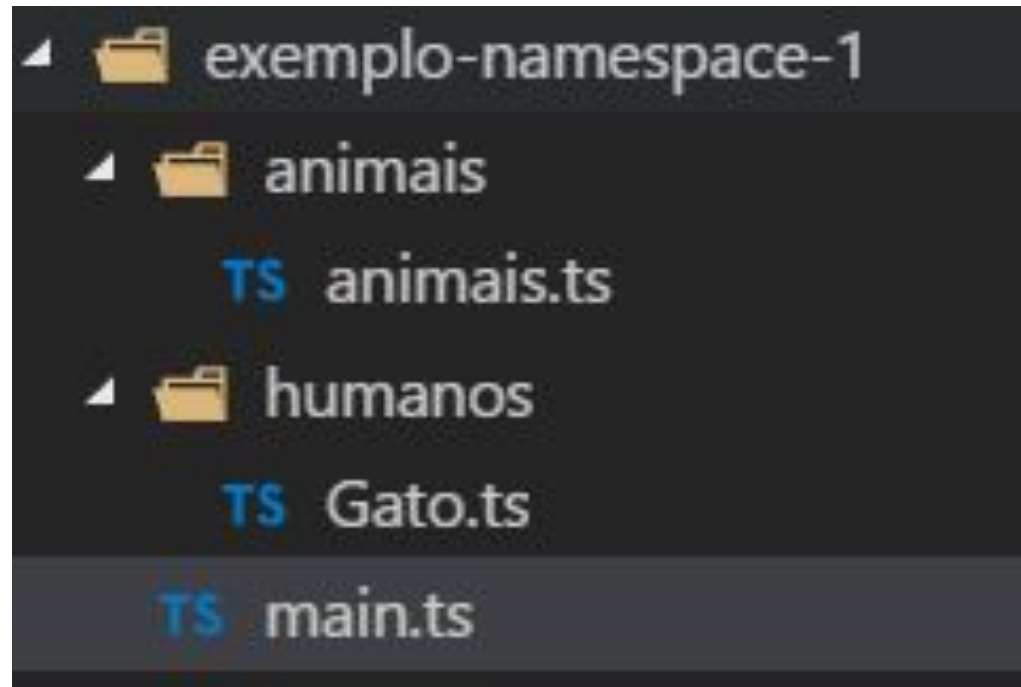 exemplo-namespace-1
animais
TS animais.ts
humanos
TS Gato.ts
TS main.ts